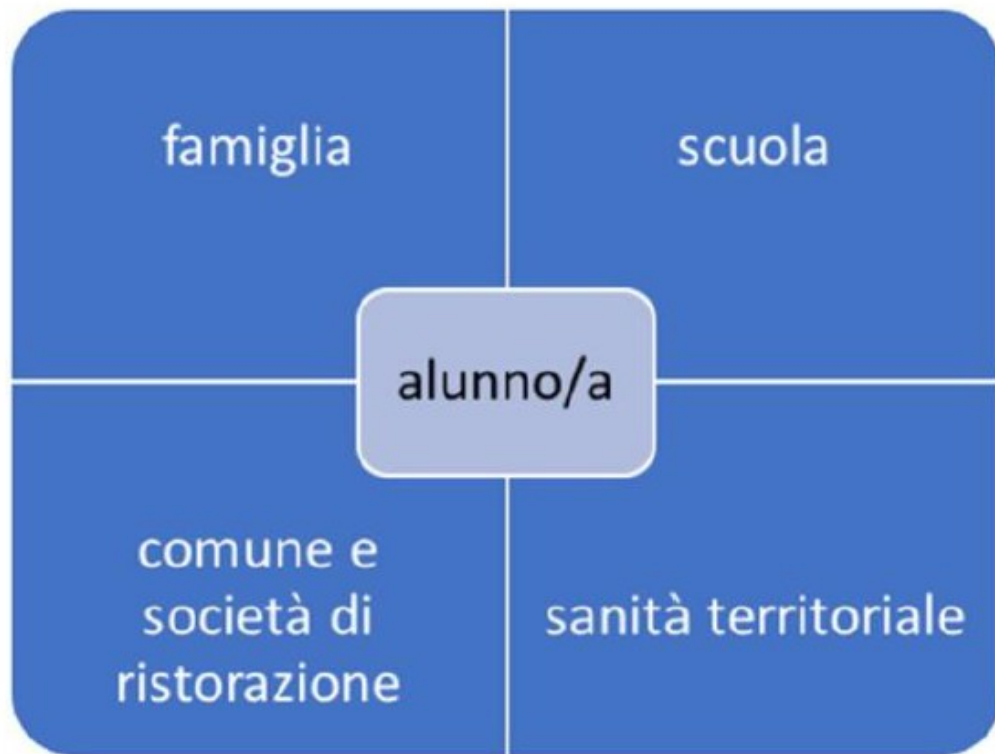 famiglia
scuola
alunno/a
comune e
società di
ristorazione
sanità territoriale